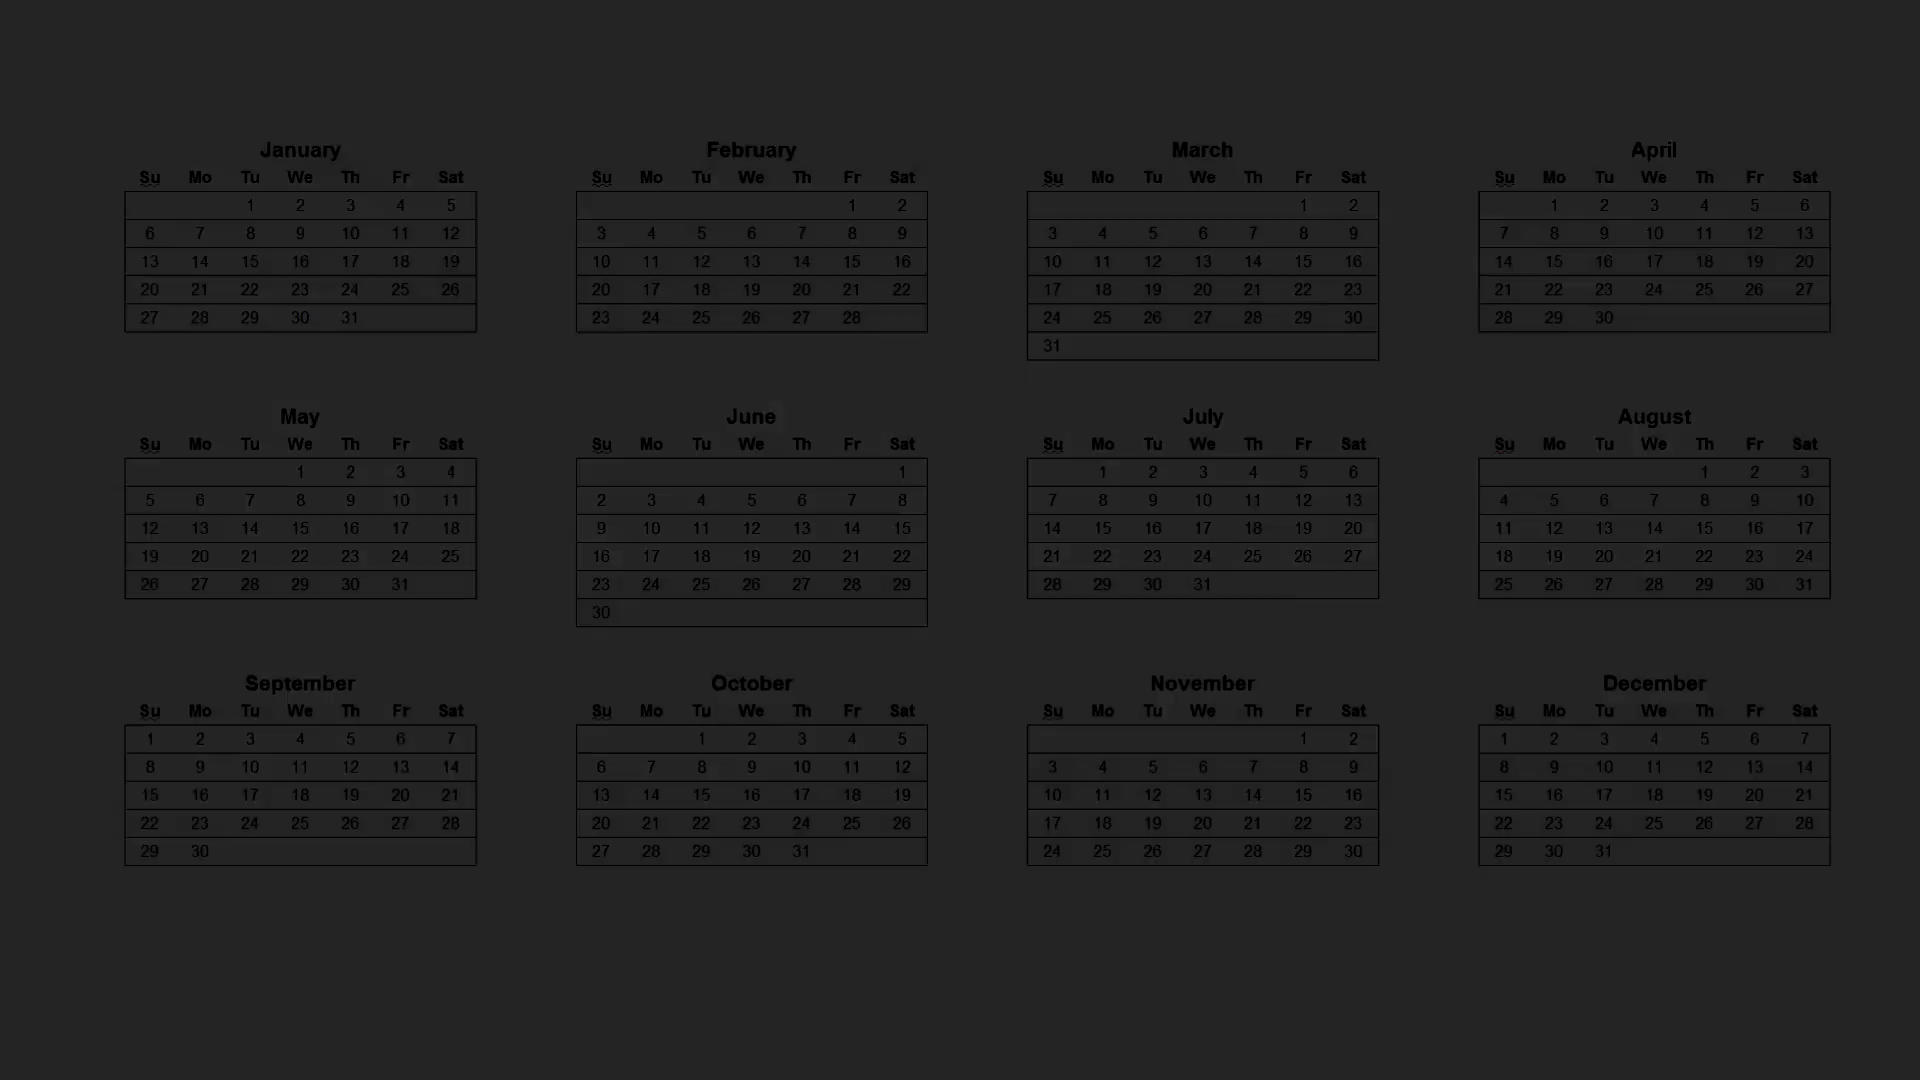 January February March April
Su Mo Tu We Th Fr Sat Su Mo Tu We Th Fr Sat Su Mo Tu We Th Fr Sat Su Mo Tu We Th Fr Sat
1 2 3 4 5 1 2 1 2 1 2 3 4 5 6
6 7 8 9 10 11 12 3 4 5 6 7 8 9 3 4 5 6 7 8 9 7 8 9 10 11 12 13
13 14 15 16 17 18 19 10 11 12 13 14 15 16 10 11 12 13 14 15 16 14 15 16 17 18 19 20
20 21 22 23 24 25 26 20 17 18 19 20 21 22 17 18 19 20 21 22 23 21 22 23 24 25 26 27
27 28 29 30 31 23 24 25 26 27 28 24 25 26 27 28 29 30 28 29 30
31
May June July August
Su Mo Tu We Th Fr Sat Su Mo Tu We Th Fr Sat Su Mo Tu We Th Fr Sat Su Mo Tu We Th Fr Sat
1 2 3 4 1 1 2 3 4 5 6 1 2 3
5 6 7 8 9 10 11 2 3 4 5 6 7 8 7 8 9 10 11 12 13 4 5 6 7 8 9 10
12 13 14 15 16 17 18 9 10 11 12 13 14 15 14 15 16 17 18 19 20 11 12 13 14 15 16 17
19 20 21 22 23 24 25 16 17 18 19 20 21 22 21 22 23 24 25 26 27 18 19 20 21 22 23 24
26 27 28 29 30 31 23 24 25 26 27 28 29 28 29 30 31 25 26 27 28 29 30 31
30
September October November December
Su Mo Tu We Th Fr Sat Su Mo Tu We Th Fr Sat Su Mo Tu We Th Fr Sat Su Mo Tu We Th Fr Sat
1 2 3 4 5 6 7 1 2 3 4 5 1 2 1 2 3 4 5 6 7
8 9 10 11 12 13 14 6 7 8 9 10 11 12 3 4 5 6 7 8 9 8 9 10 11 12 13 14
15 16 17 18 19 20 21 13 14 15 16 17 18 19 10 11 12 13 14 15 16 15 16 17 18 19 20 21
22 23 24 25 26 27 28 20 21 22 23 24 25 26 17 18 19 20 21 22 23 22 23 24 25 26 27 28
29 30 27 28 29 30 31 24 25 26 27 28 29 30 29 30 31